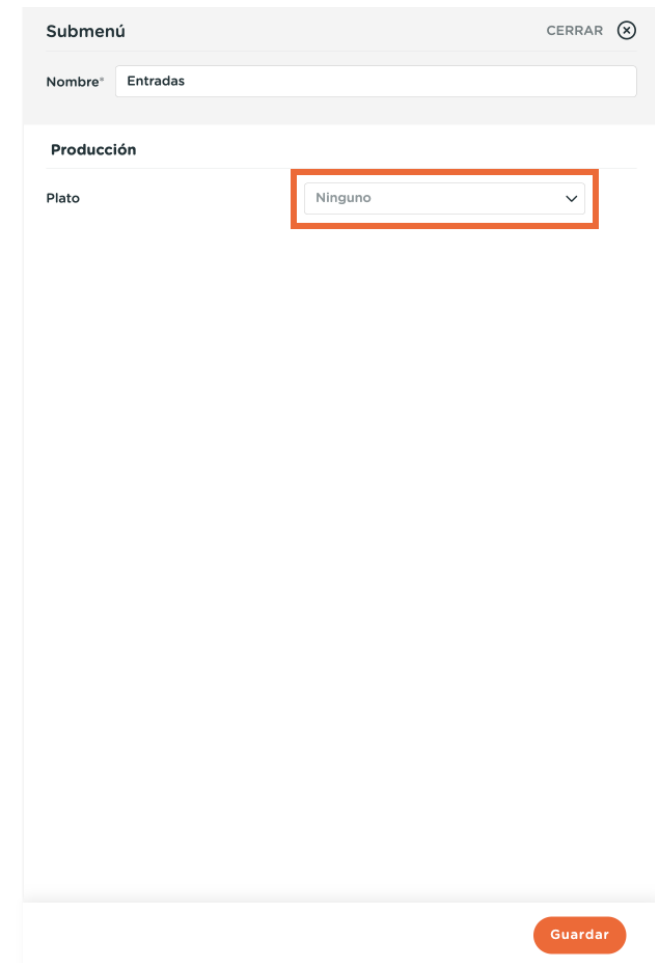 Submenú CERRAR
Nombre* Entradas
Producción
Plato Ninguno
Guardar